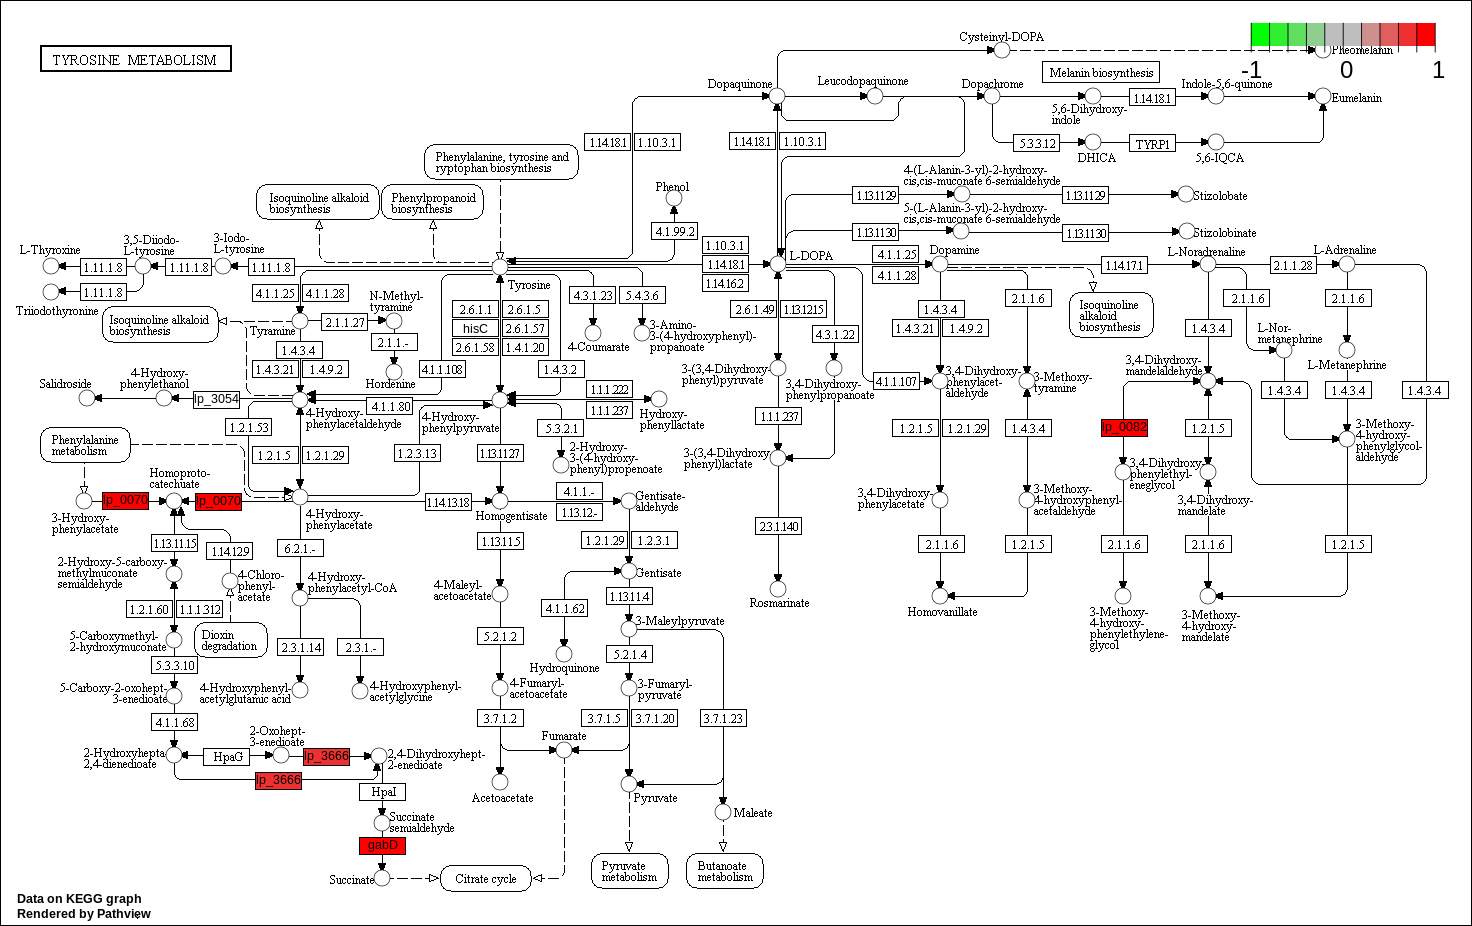 TYROSINE METABOLISM
Cysteinyl-DOPA
Pheomelanin
-1
0
1
Melanin biosynthesis
Dopaquinone
Leucodopaquinone
Dopachrome
5,6-Dihydroxy-
indole
1.14.18.1
Indole-5,6-quinone
Eumelanin
1.14.18.1
1.10.3.1
1.14.18.1
1.10.3.1
5.3.3.12
DHICA
TYRP1
5,6-IQCA
Phenylalanine, tyrosine and
ryptophan biosynthesis
Isoquinoline alkaloid
biosynthesis
Phenylpropanoid
biosynthesis
Phenol
4.1.99.2
1.13.11.29
4-(L-Alanin-3-yl)-2-hydroxy-
cis,cis-muconate 6-semialdehyde
1.13.11.29
Stizolobate
1.13.11.30
5-(L-Alanin-3-yl)-2-hydroxy-
cis,cis-muconate 6-semialdehyde
1.13.11.30
Stizolobinate
L-Thyroxine
3,5-Diiodo-
L-tyrosine
3-Iodo-
L-tyrosine
1.11.1.8
1.11.1.8
1.11.1.8
1.11.1.8
Triiodothyronine
Tyrosine
1.10.3.1
1.14.18.1
1.14.16.2
L-DOPA
4.1.1.25
4.1.1.28
Dopamine
1.14.17.1
L-Noradrenaline
2.1.1.28
L-Adrenaline
4.1.1.25
4.1.1.28
N-Methyl-
tyramine
2.1.1.27
Isoquinoline alkaloid
biosynthesis
Tyramine
2.1.1.-
Hordenine
1.4.3.4
1.4.3.21
1.4.9.2
2.6.1.1
2.6.1.5
hisC
2.6.1.57
2.6.1.58
1.4.1.20
4.1.1.108
1.4.3.2
4.3.1.23
5.4.3.6
4-Coumarate
3-Amino-
3-(4-hydroxyphenyl)-
propanoate
2.6.1.49
1.13.12.15
4.3.1.22
3-(3,4-Dihydroxy-
phenyl)pyruvate
3,4-Dihydroxy-
phenylpropanoate
4.1.1.107
1.4.3.4
1.4.3.21
1.4.9.2
2.1.1.6
Isoquinoline
alkaloid
biosynthesis
3,4-Dihydroxy-
phenylacet-
aldehyde
3-Methoxy-
tyramine
2.1.1.6
1.4.3.4
L-Nor-
metanephrine
2.1.1.6
L-Metanephrine
3,4-Dihydroxy-
mandelaldehyde
1.4.3.4
1.4.3.4
1.4.3.4
Salidroside
4-Hydroxy-
phenylethanol
lp_3054
4-Hydroxy-
phenylacetaldehyde
4.1.1.80
4-Hydroxy-
phenylpyruvate
1.1.1.222
1.1.1.237
Hydroxy-
phenyllactate
5.3.2.1
2-Hydroxy-
3-(4-hydroxy-
phenyl)propenoate
1.1.1.237
3-(3,4-Dihydroxy-
phenyl)lactate
1.2.1.53
1.2.1.5
1.2.1.29
1.2.3.13
1.13.11.27
1.2.1.5
1.2.1.29
1.4.3.4
lp_0082
1.2.1.5
3-Methoxy-
4-hydroxy-
phenylglycol-
aldehyde
Phenylalanine
metabolism
3-Hydroxy-
phenylacetate
lp_0070
Homoproto-
catechuate
lp_0070
4-Hydroxy-
phenylacetate
1.14.13.18
Homogentisate
4.1.1.-
1.13.12.-
Gentisate-
aldehyde
2.3.1.140
Rosmarinate
3,4-Dihydroxy-
phenylacetate
3-Methoxy-
4-hydroxyphenyl-
acetaldehyde
3,4-Dihydroxy-
phenylethyl-
eneglycol
3,4-Dihydroxy-
mandelate
2.1.1.6
1.2.1.5
2.1.1.6
2.1.1.6
1.2.1.5
Homovanillate
3-Methoxy-
4-hydroxy-
phenylethylene-
glycol
3-Methoxy-
4-hydroxy-
mandelate
1.13.11.15
1.14.12.9
2-Hydroxy-5-carboxy-
methylmuconate
semialdehyde
4-Chloro-
phenyl-
acetate
6.2.1.-
4-Hydroxy-
phenylacetyl-CoA
1.13.11.5
4-Maleyl-
acetoacetate
1.2.1.29
1.2.3.1
Gentisate
4.1.1.62
Hydroquinone
1.13.11.4
3-Maleylpyruvate
1.2.1.60
1.1.1.312
Dioxin
degradation
5-Carboxymethyl-
2-hydroxymuconate
5.3.3.10
5-Carboxy-2-oxohept-
3-enedioate
4.1.1.68
2.3.1.14
2.3.1.-
4-Hydroxyphenyl-
acetylglutamic acid
4-Hydroxyphenyl-
acetylglycine
5.2.1.2
4-Fumaryl-
acetoacetate
5.2.1.4
3-Fumaryl-
pyruvate
3.7.1.2
3.7.1.5
3.7.1.20
3.7.1.23
Fumarate
Acetoacetate
Pyruvate
Maleate
2-Hydroxyhepta-
2,4-dienedioate
HpaG
2-Oxohept-
3-enedioate
lp_3666
lp_3666
2,4-Dihydroxyhept-
2-enedioate
HpaI
Succinate
semialdehyde
gabD
Succinate
Citrate cycle
Pyruvate
metabolism
Butanoate
metabolism
Data on KEGG graph
Rendered by Pathview